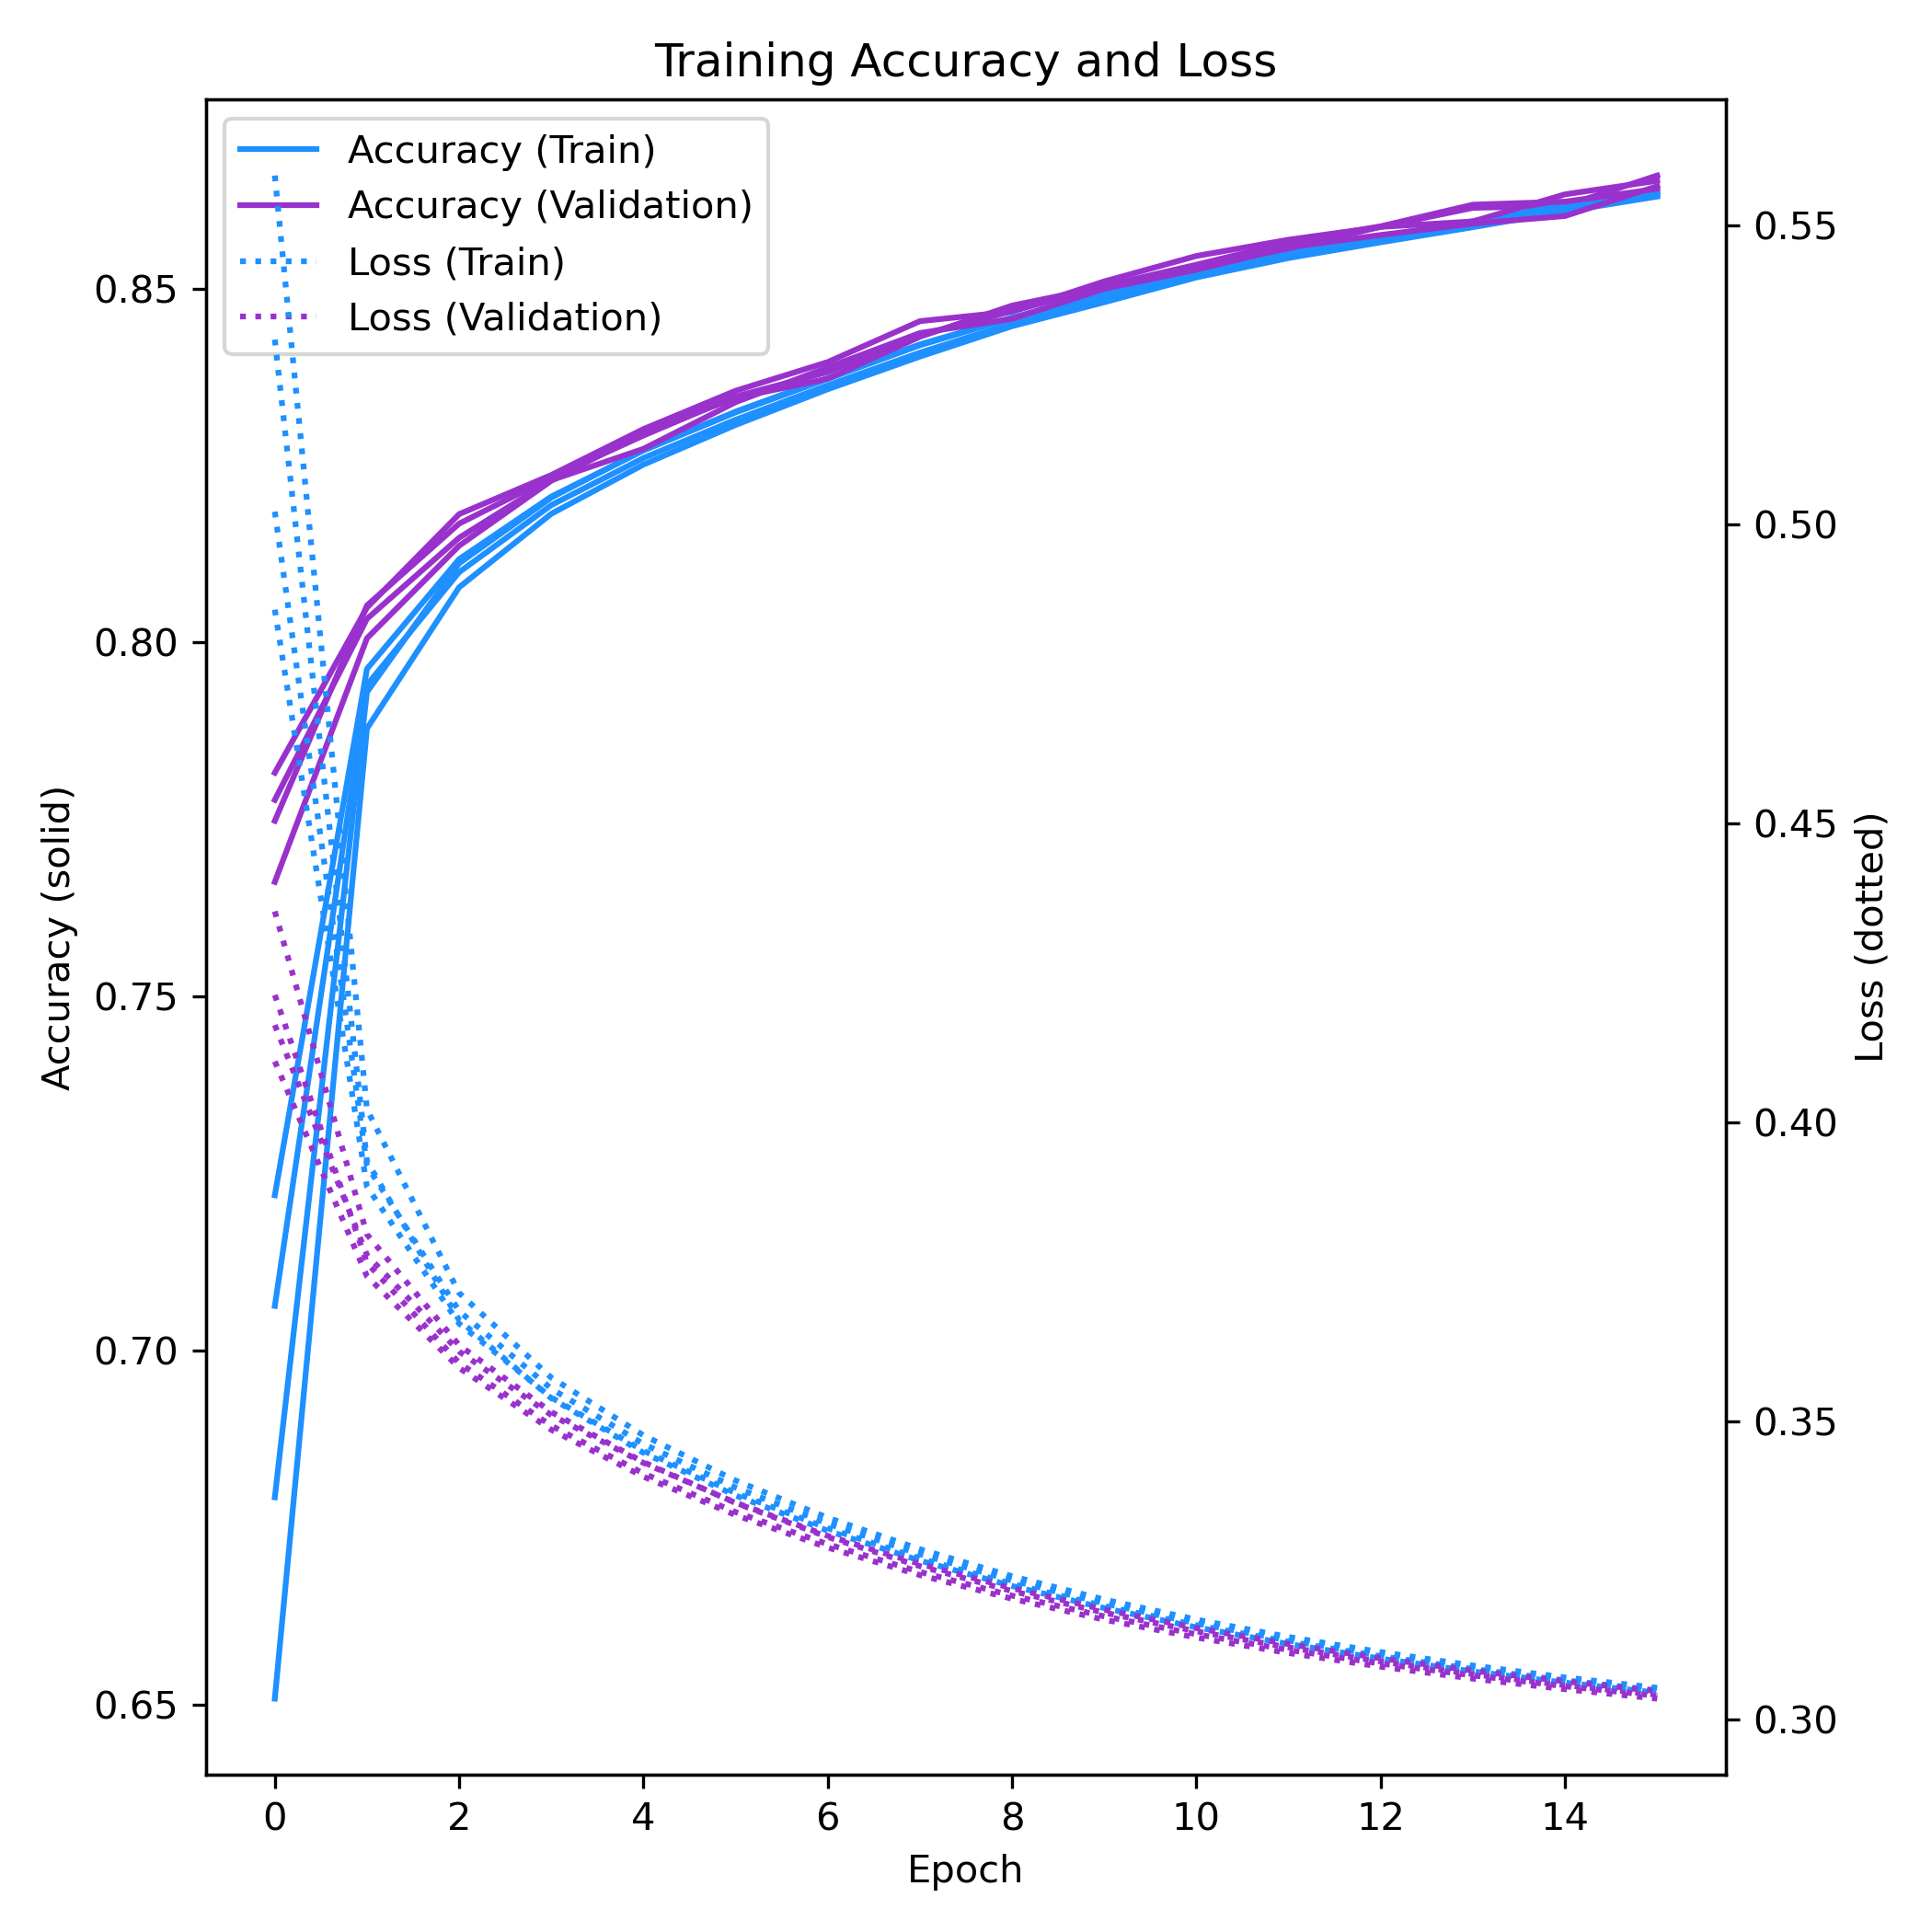 Training Accuracy and Loss
Accuracy (Train)
Accuracy (Validation)
Loss (Train)
Loss (Validation)
Accuracy (solid)
0.85
0.80
0.75
0.70
0.65
0.55
0.50
0.45
0.40
0.35
0.30
Loss (dotted)
0 2 4 6 8 10 12 14
Epoch